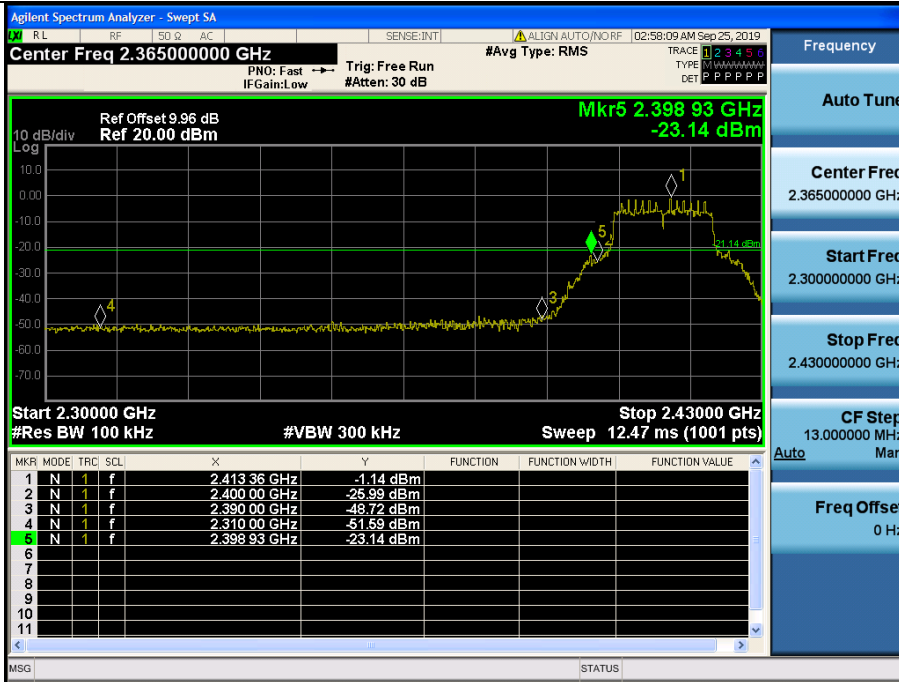 Agilent Spectrum Analyzer - Swept SA
LXI RL RF 50 Ω AC SENSE:INT ALIGN AUTO/NO RF 02:58:09 AM Sep 25, 2019
Center Freq 2.365000000 GHz #Avg Type: RMS TRACE 1 2 3 4 5 6
PNO: Fast Trig: Free Run TYPE M WWWWW
IFGain:Low #Atten: 30 dB DET P P P P P P
Mkr5 2.398 93 GHz
-23.14 dBm
Ref Offset 9.96 dB
10 dB/div Ref 20.00 dBm
Log
10.0
0.00
-10.0
-20.0
-30.0
-40.0
-50.0
-60.0
-70.0
1
5
-21.14 dBm
3
4
Start 2.30000 GHz Stop 2.43000 GHz
#Res BW 100 kHz #VBW 300 kHz Sweep 12.47 ms (1001 pts)
MKR MODE TRC SCL X Y FUNCTION FUNCTION WIDTH FUNCTION VALUE
1 N 1 f 2.413 36 GHz -1.14 dBm
2 N 1 f 2.400 00 GHz -25.99 dBm
3 N 1 f 2.390 00 GHz -48.72 dBm
4 N 1 f 2.310 00 GHz -51.59 dBm
5 N 1 f 2.398 93 GHz -23.14 dBm
6
7
8
9
10
11
MSG STATUS
Frequency
Auto Tune
Center Freq
2.365000000 GHz
Start Freq
2.300000000 GHz
Stop Freq
2.430000000 GHz
CF Step
13.000000 MHz
Auto Man
Freq Offset
0 Hz